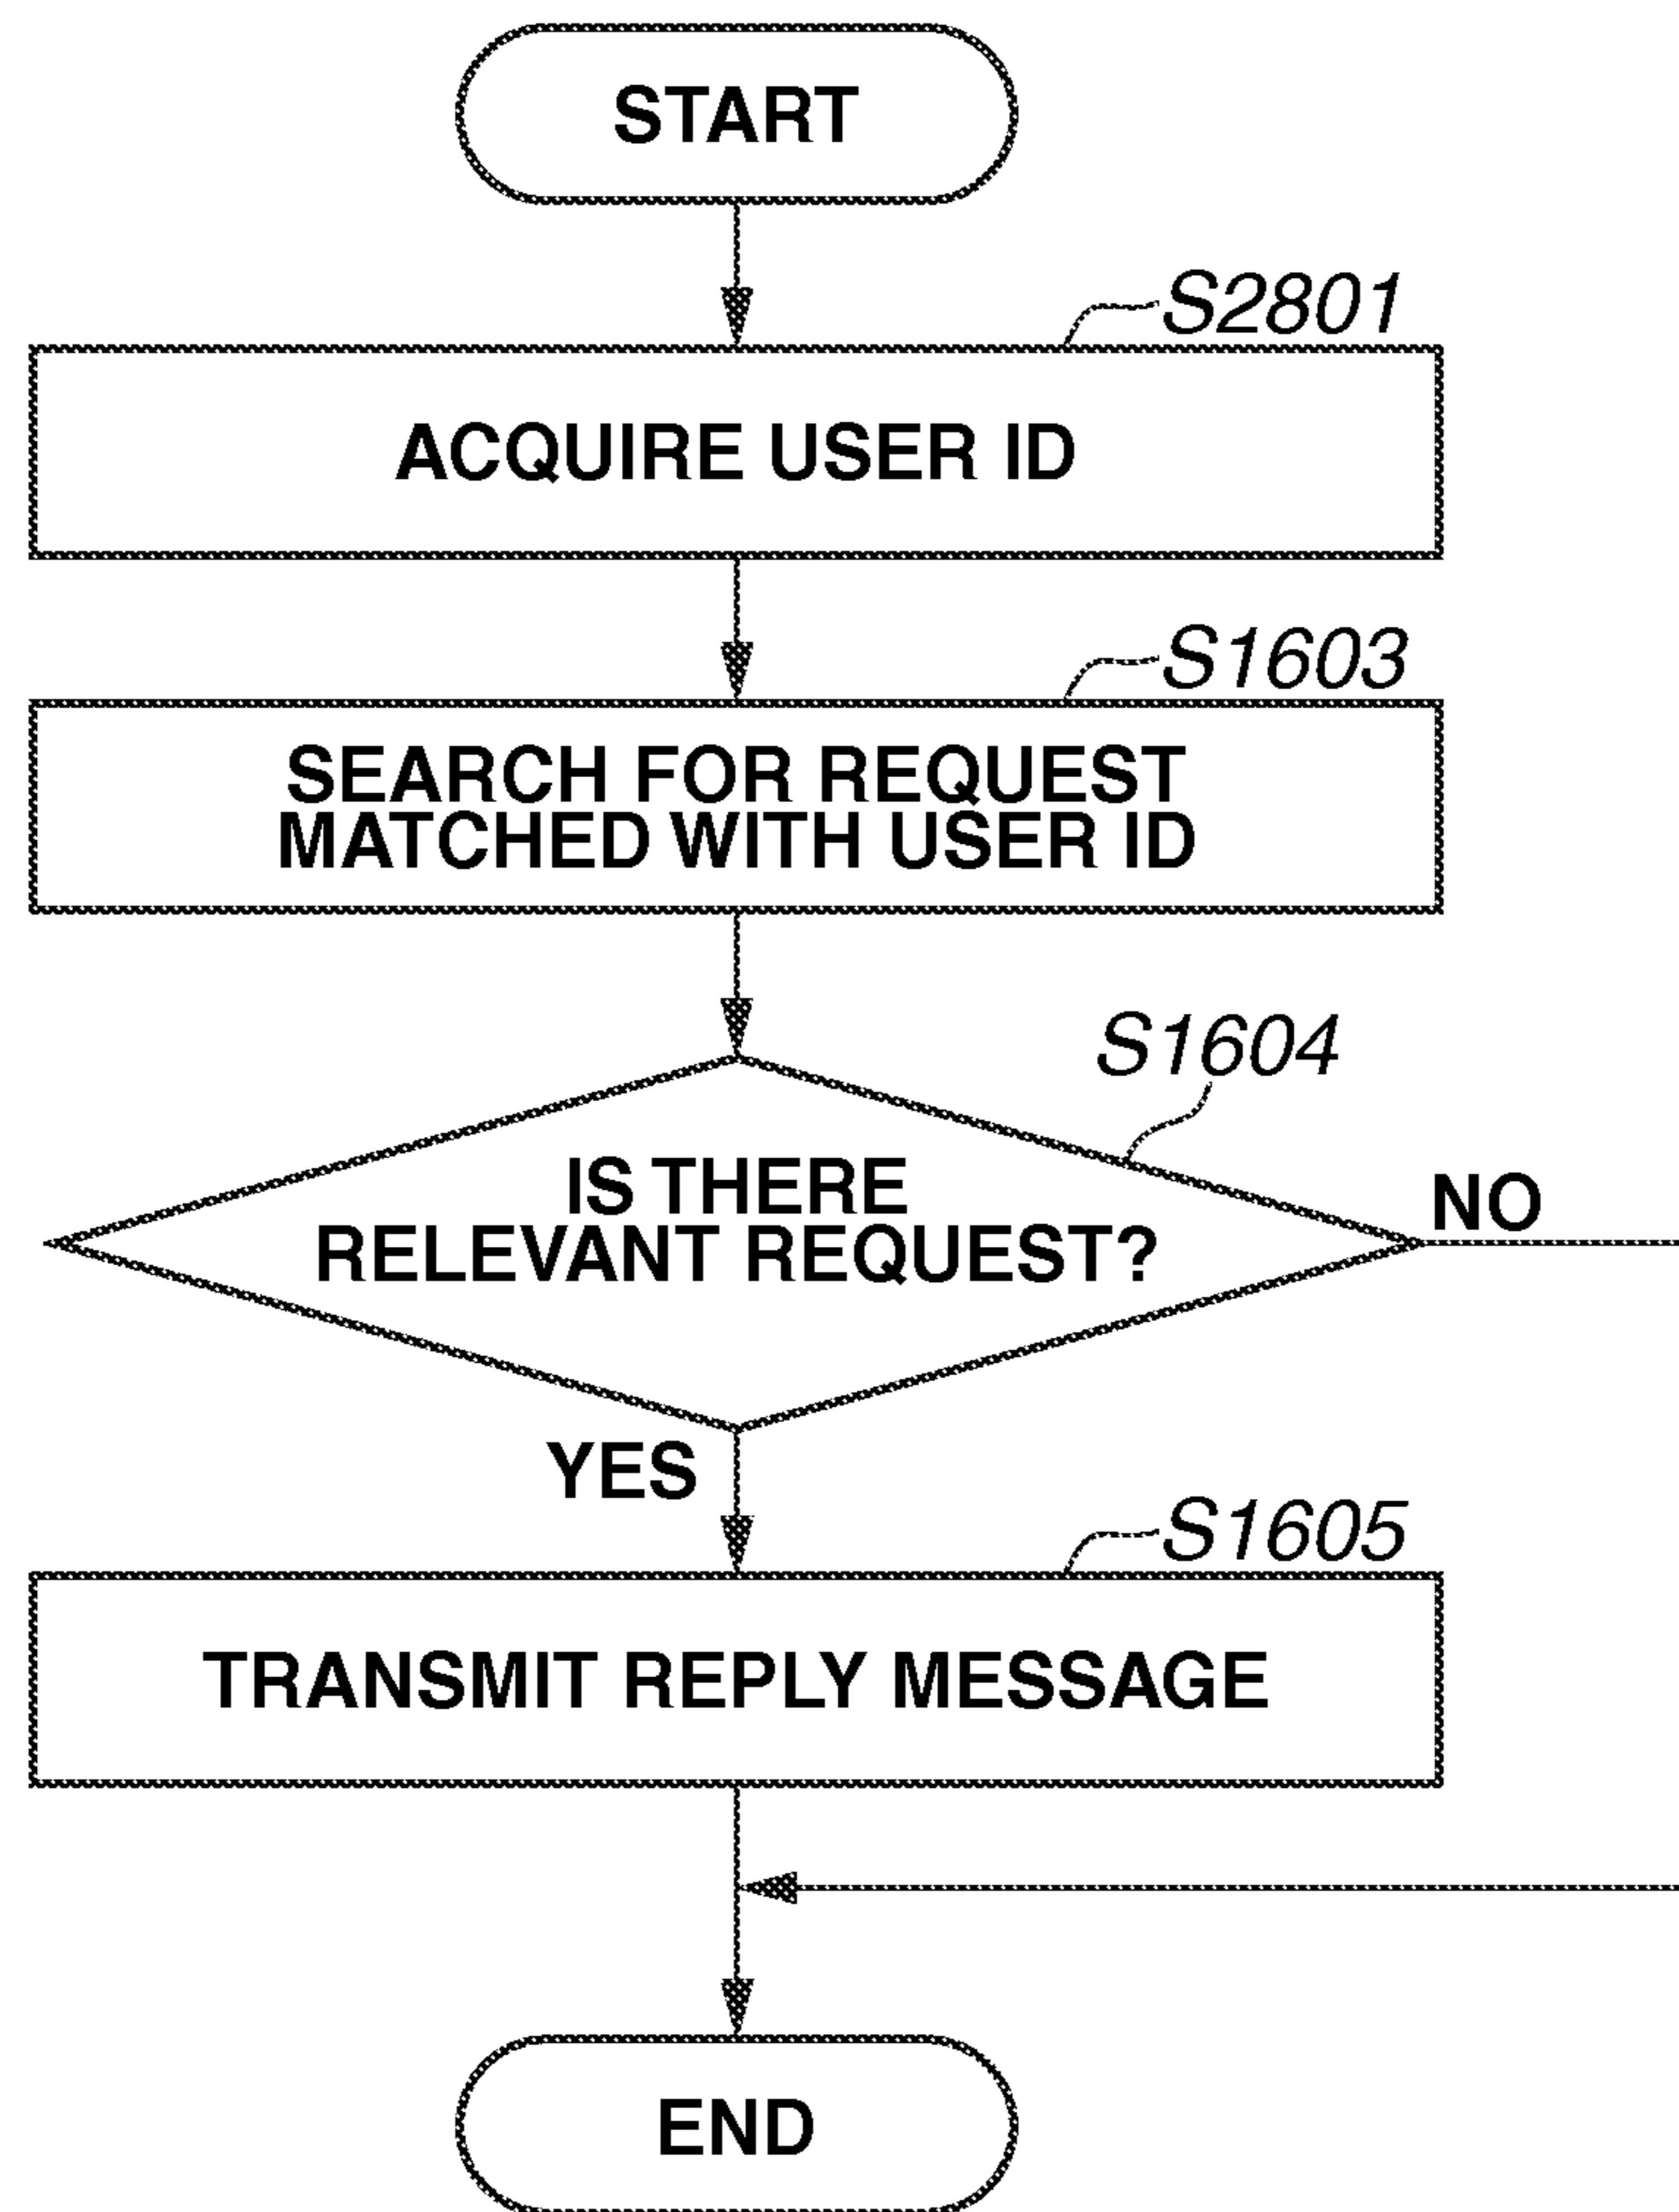 START
S2801
ACQUIRE USER ID
S1603
SEARCH FOR REQUEST
MATCHED WITH USER ID
S1604
IS THERE
RELEVANT REQUEST?
NO
YES
S1605
TRANSMIT REPLY MESSAGE
END